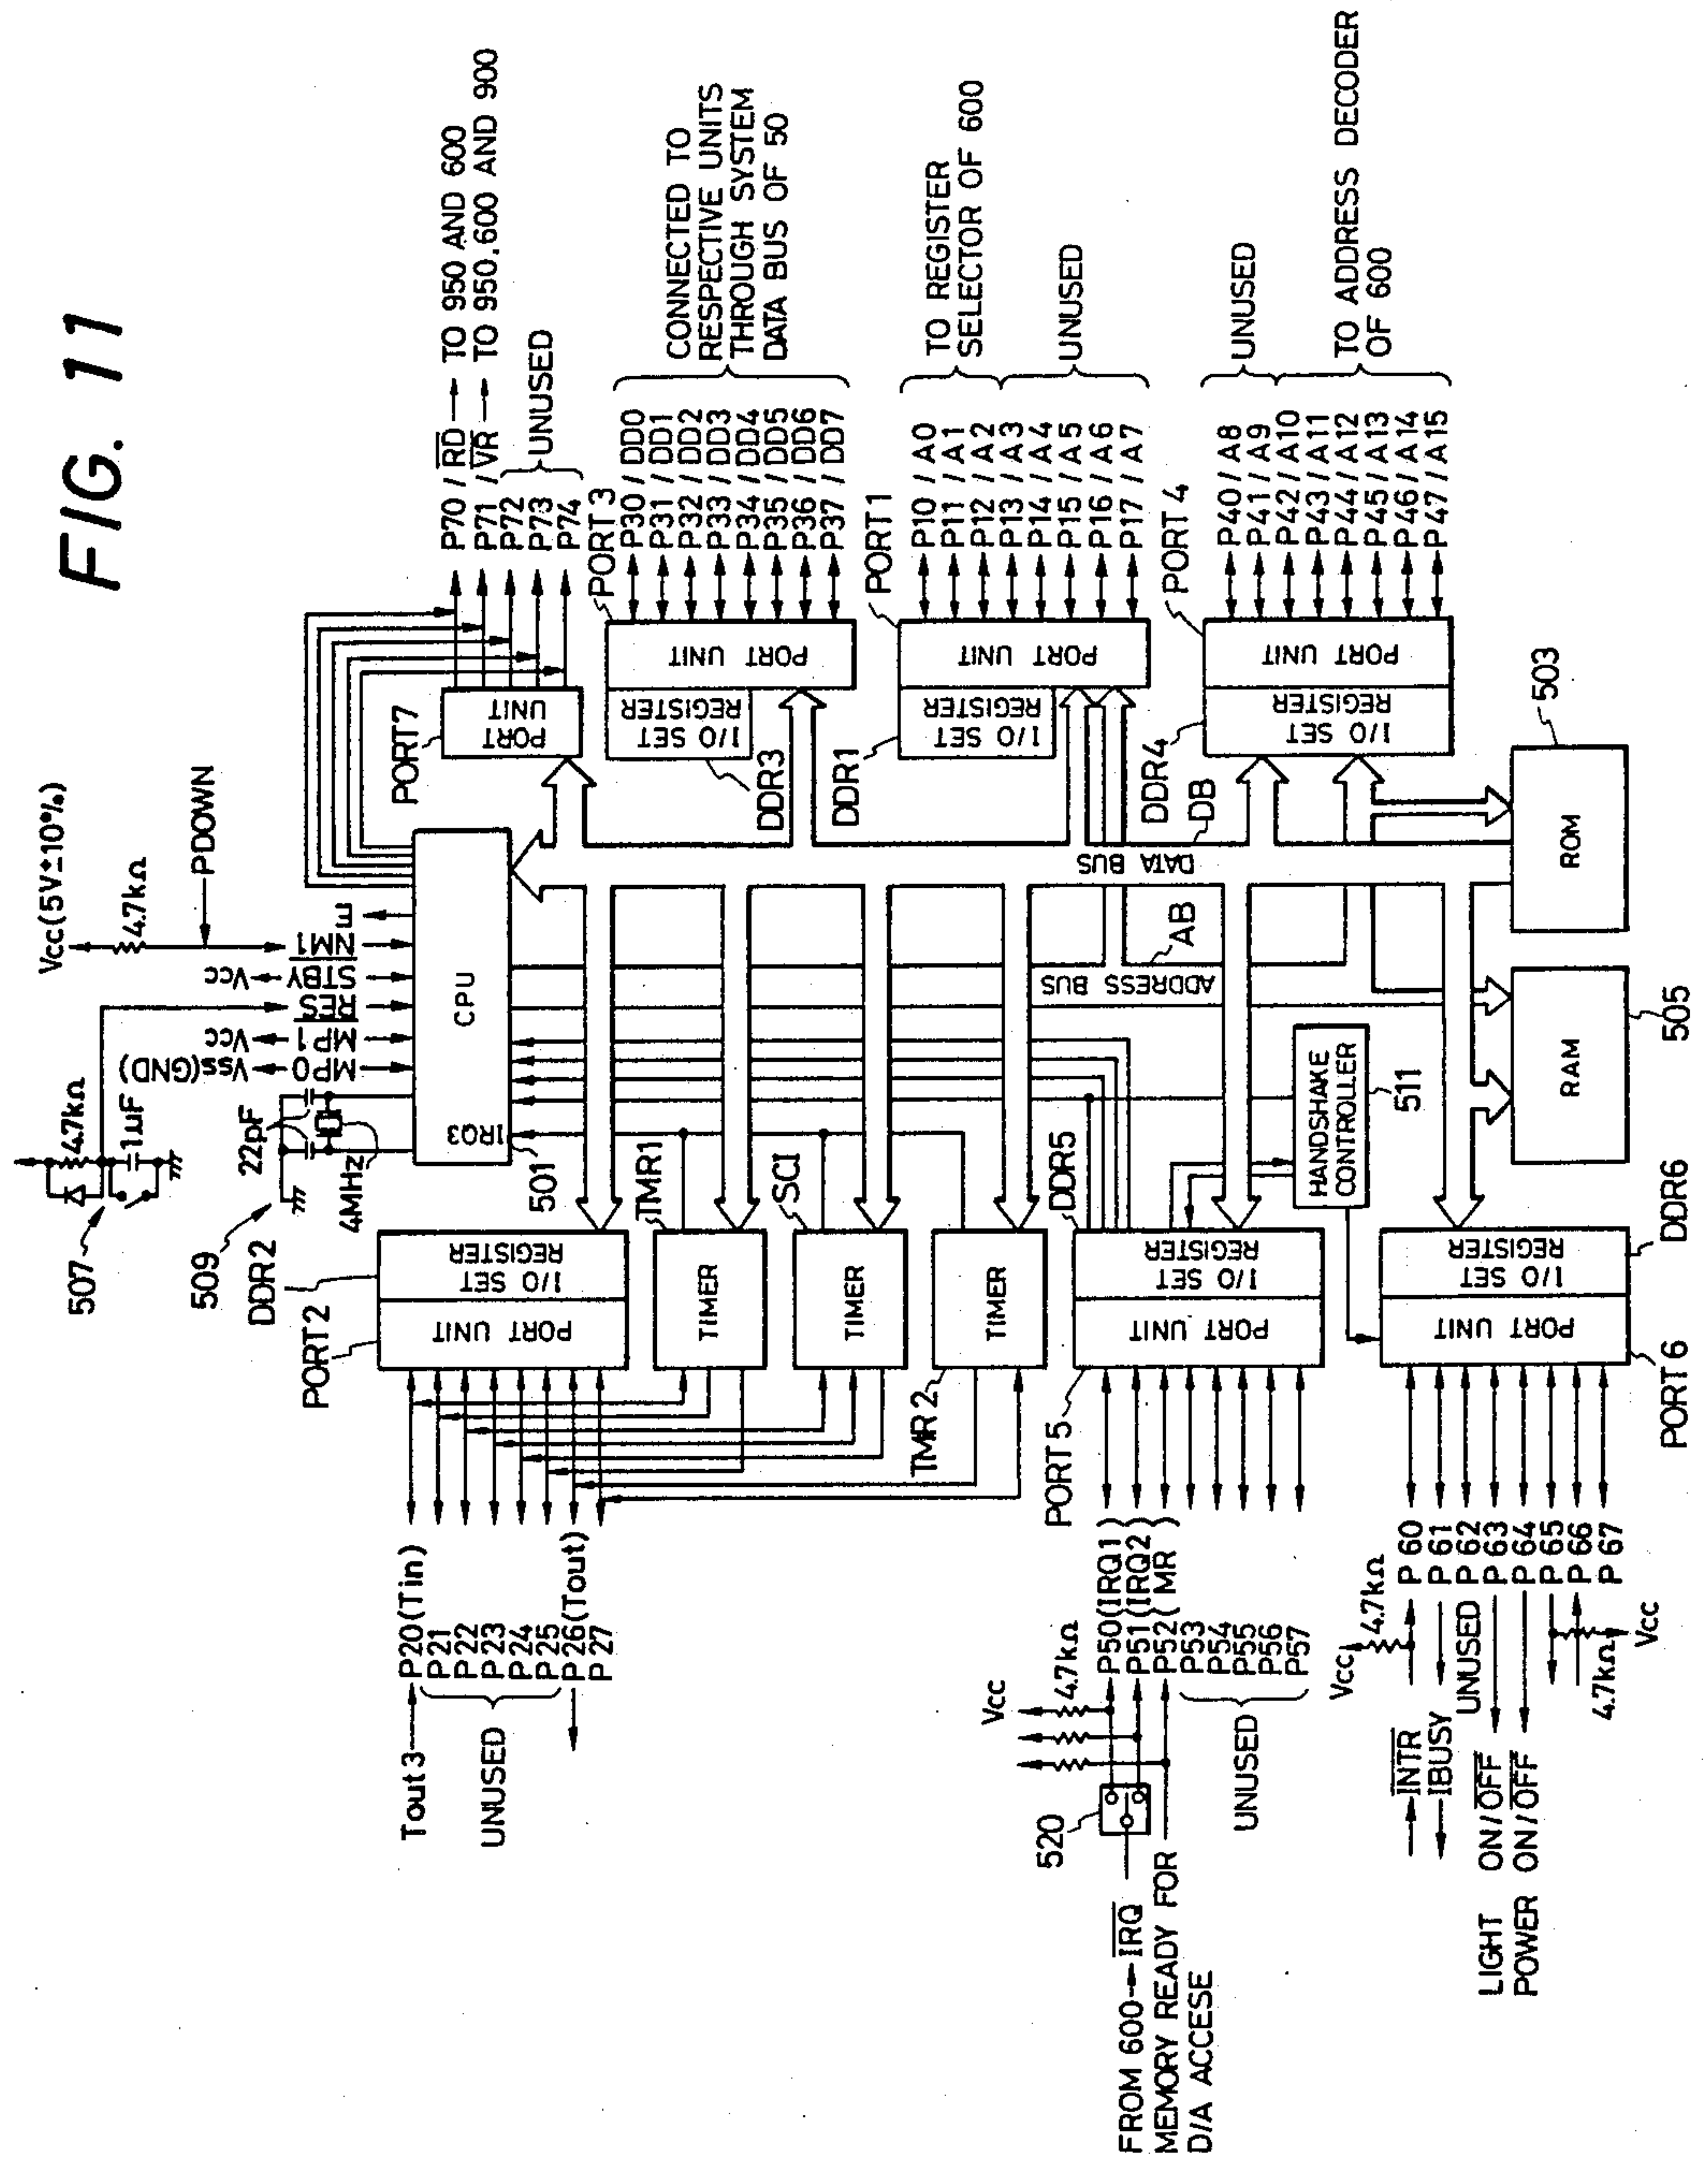 FIG. 11
Vcc(5V±10%)
4.7kΩ
PDOWN
4.7kΩ
1μF
507
22pF
4MHz
509
MP0
Vss(GND)
MP1
Vcc
RES
STBY
Vcc
NM1
E
CPU
IRQ3
501
PORT7
PORT UNIT
P70 / RD → TO 950 AND 600
P71 / VR → TO 950,600 AND 900
P72
P73
P74
UNUSED
PORT 3
I/O SET REGISTER
PORT UNIT
DDR3
P30 / DD0
P31 / DD1
P32 / DD2
P33 / DD3
P34 / DD4
P35 / DD5
P36 / DD6
P37 / DD7
CONNECTED TO
RESPECTIVE UNITS
THROUGH SYSTEM
DATA BUS OF 50
PORT 1
I/O SET REGISTER
PORT UNIT
DDR1
P10 / A0
P11 / A1
P12 / A2
P13 / A3
P14 / A4
P15 / A5
P16 / A6
P17 / A7
TO REGISTER
SELECTOR OF 600
UNUSED
PORT 4
I/O SET REGISTER
PORT UNIT
DDR4
P40 / A8
P41 / A9
P42 / A10
P43 / A11
P44 / A12
P45 / A13
P46 / A14
P47 / A15
UNUSED
TO ADDRESS DECODER
OF 600
DB
DATA BUS
AB
ADDRESS BUS
ROM
503
RAM
505
HANDSHAKE
CONTROLLER
511
DDR2
PORT2
I/O SET REGISTER
PORT UNIT
TMR1
TIMER
SCI
TIMER
TMR2
TIMER
DDR5
PORT 5
I/O SET REGISTER
PORT UNIT
DDR6
PORT 6
I/O SET REGISTER
PORT UNIT
Tout3
P20(Tin)
P21
P22
P23
P24
P25
P26(Tout)
P27
UNUSED
Vcc
4.7kΩ
P50(IRQ1)
P51(IRQ2)
P52(MR)
P53
P54
P55
P56
P57
UNUSED
520
FROM 600 → IRQ
MEMORY READY FOR
D/A ACCESE
Vcc
4.7kΩ
P60
P61
P62
P63
P64
P65
P66
P67
INTR
IBUSY
UNUSED
LIGHT ON/OFF
POWER ON/OFF
4.7kΩ
Vcc